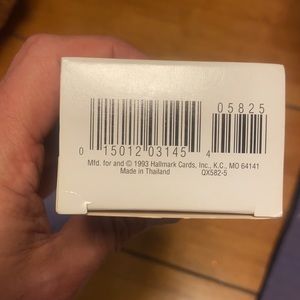 05825
0 15012 03145 4
Mfd. for and © 1993 Hallmark Cards, Inc., K.C., MO 64141
Made in Thailand QX582-5